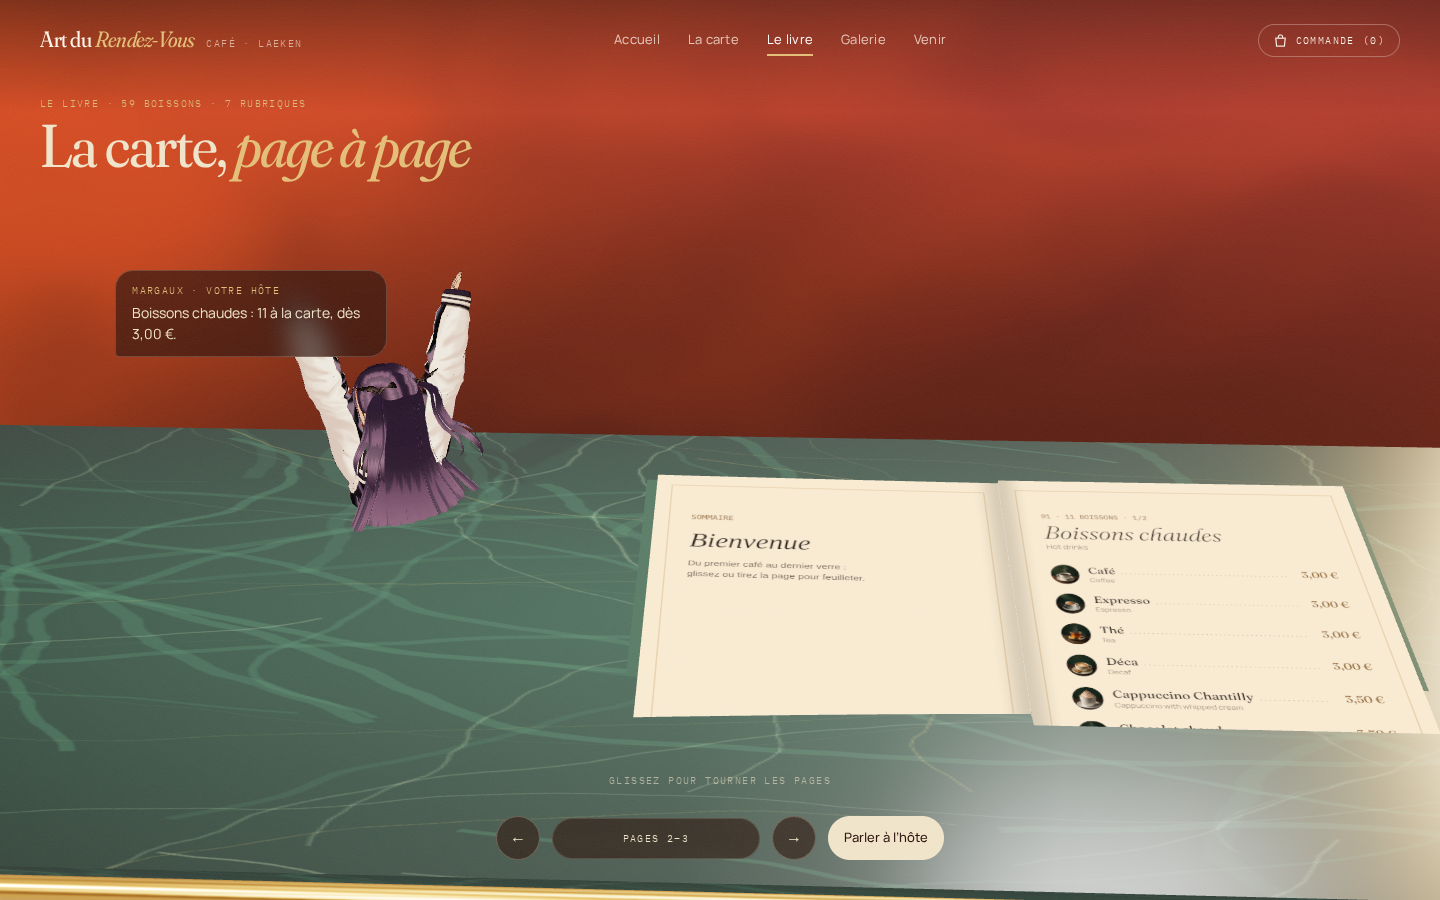 Art du Rendez-Vous CAFÉ · LAEKEN
Accueil La carte Le livre Galerie Venir
COMMANDE (0)
LE LIVRE · 59 BOISSONS · 7 RUBRIQUES
La carte, page à page
MARGAUX · VOTRE HÔTE
Boissons chaudes : 11 à la carte, dès
3,00 €.
SOMMAIRE
Bienvenue
Du premier café au dernier verre :
glissez ou tirez la page pour feuilleter.
01 · 11 BOISSONS · 1/2
Boissons chaudes
Hot drinks
Café 3,00 €
Coffee
Expresso 3,00 €
Espresso
Thé 3,00 €
Tea
Déca 3,00 €
Decaf
Cappuccino Chantilly 3,50 €
Cappuccino with whipped cream
GLISSEZ POUR TOURNER LES PAGES
← PAGES 2–3 → Parler à l'hôte